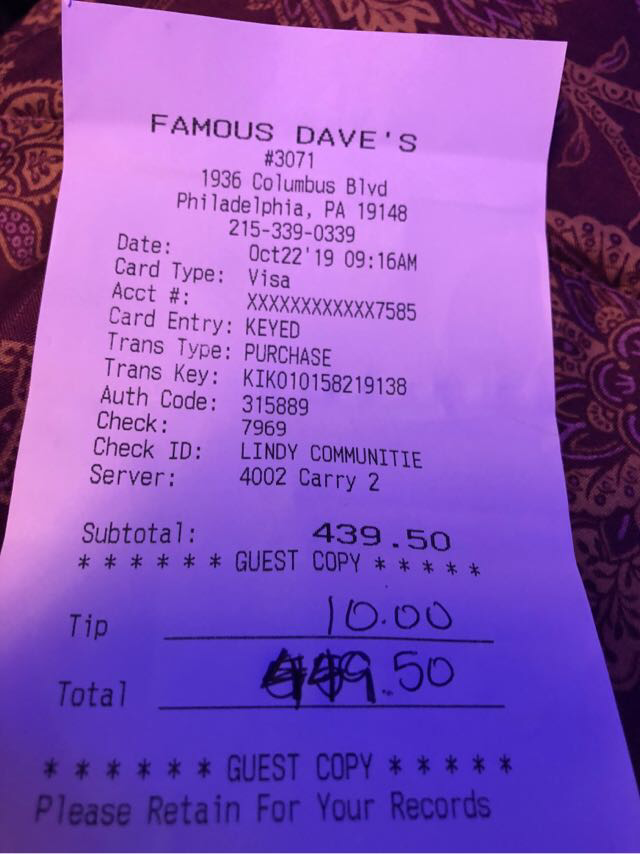 FAMOUS DAVE'S
#3071
1936 Columbus Blvd
Philadelphia, PA 19148
215-339-0339
Date: Oct22'19 09:16AM
Card Type: Visa
Acct #: XXXXXXXXXXXX7585
Card Entry: KEYED
Trans Type: PURCHASE
Trans Key: KIK010158219138
Auth Code: 315889
Check: 7969
Check ID: LINDY COMMUNITIE
Server: 4002 Carry 2
Subtotal: 439.50
* * * * * * GUEST COPY * * * * *
Tip 10.00
Total 449.50
* * * * * * GUEST COPY * * * * *
Please Retain For Your Records